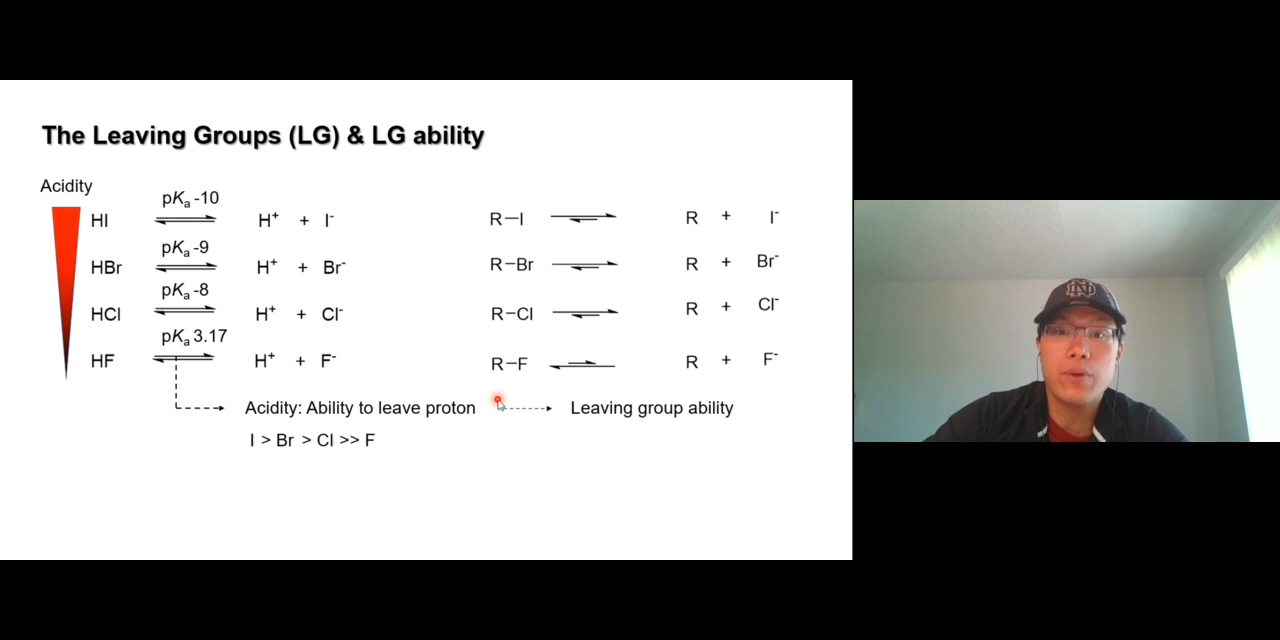 The Leaving Groups (LG) & LG ability
Acidity
pKa -10
HI H+ + I-
R-I R + I-
pKa -9
HBr H+ + Br-
R-Br R + Br-
pKa -8
HCl H+ + Cl-
R-Cl R + Cl-
pKa 3.17
HF H+ + F-
R-F R + F-
Acidity: Ability to leave proton
Leaving group ability
I > Br > Cl >> F
ND